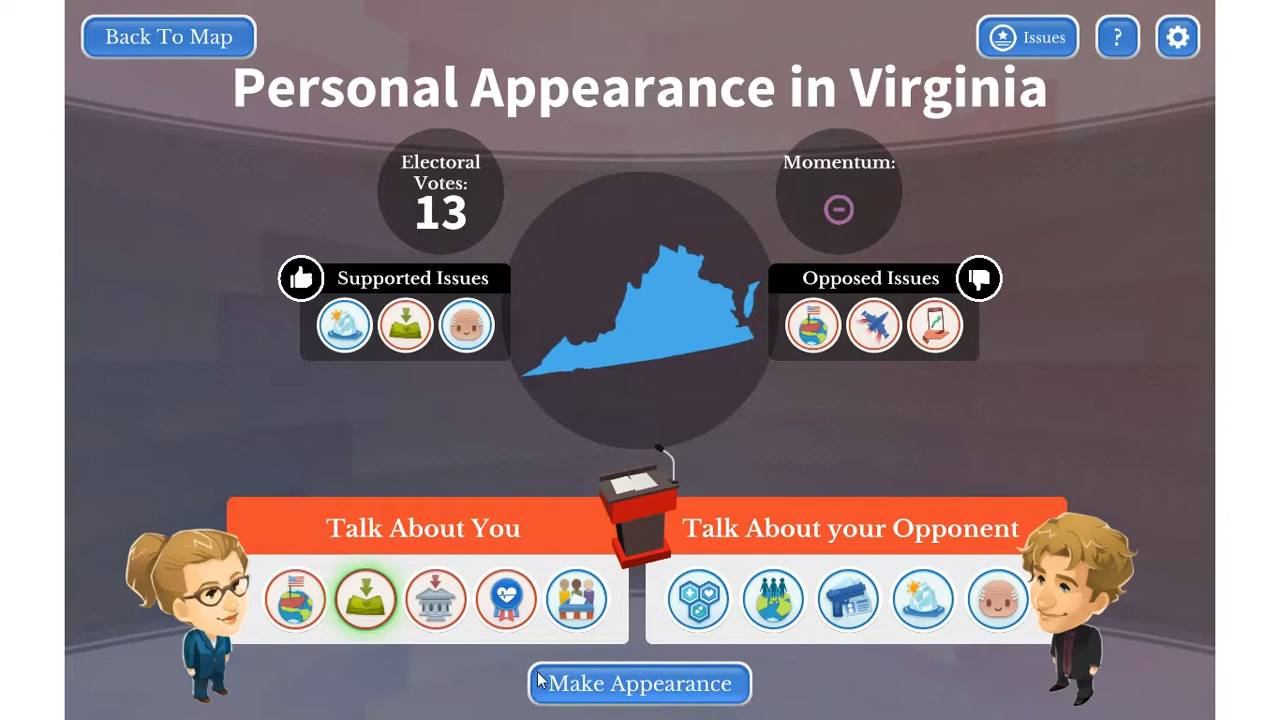 Back To Map
Issues
?
Personal Appearance in Virginia
Electoral
Votes:
13
Momentum:
Supported Issues
Opposed Issues
Talk About You
Talk About your Opponent
Make Appearance